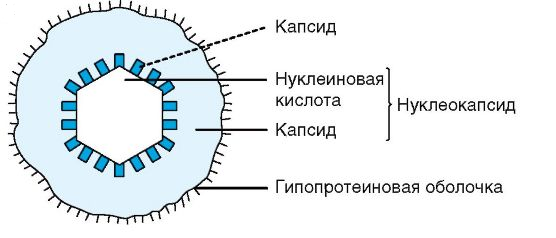 Капсид
Нуклеиновая
кислота
Нуклеокапсид
Капсид
Гипопротеиновая оболочка